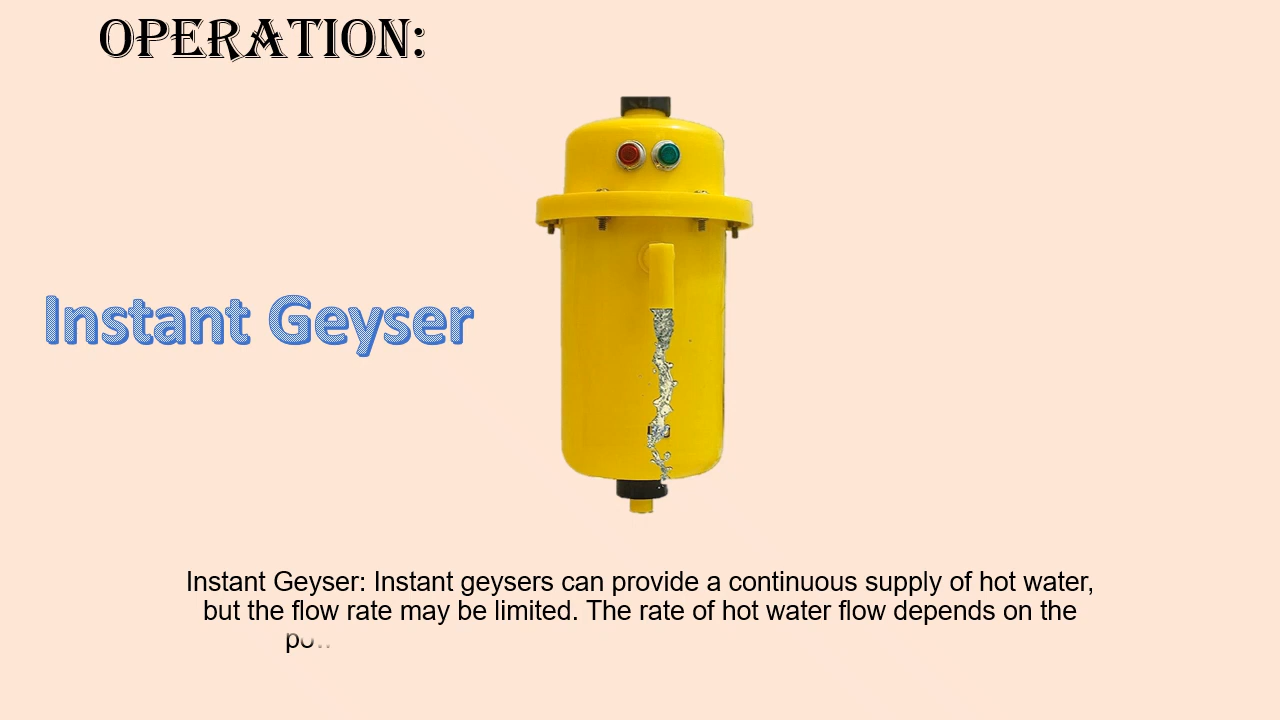 OPERATION:
Instant Geyser
Instant Geyser: Instant geysers can provide a continuous supply of hot water,
but the flow rate may be limited. The rate of hot water flow depends on the